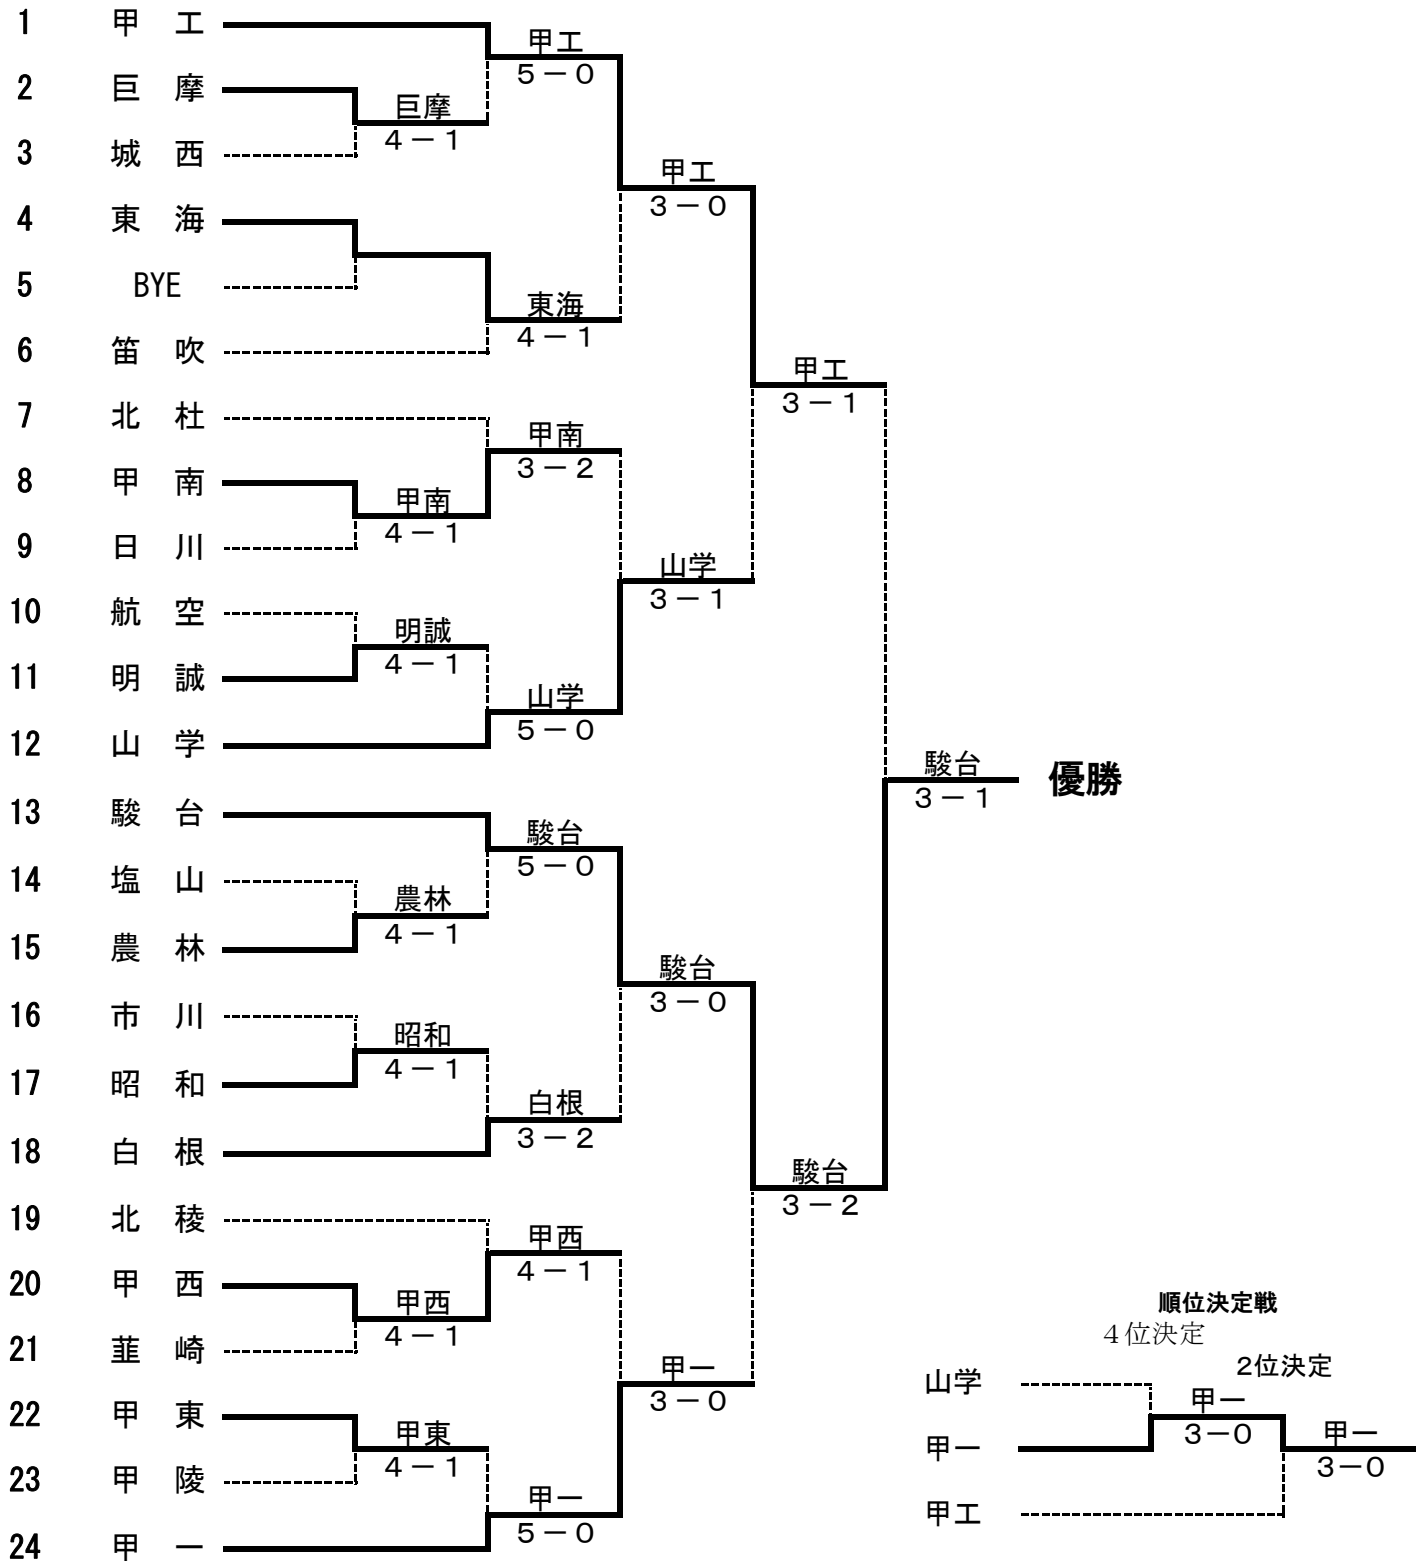 1 甲 工
甲工
5－0
2 巨 摩
巨摩
4－1
3 城 西
甲工
3－0
4 東 海
5 BYE
東海
4－1
6 笛 吹
甲工
3－1
7 北 杜
甲南
3－2
8 甲 南
甲南
4－1
9 日 川
山学
3－1
10 航 空
明誠
4－1
11 明 誠
山学
5－0
12 山 学
駿台
3－1
優勝
13 駿 台
駿台
5－0
14 塩 山
農林
4－1
15 農 林
駿台
3－0
16 市 川
昭和
4－1
17 昭 和
白根
3－2
18 白 根
駿台
3－2
19 北 稜
甲西
4－1
20 甲 西
甲西
4－1
21 韮 崎
甲一
3－0
22 甲 東
甲東
4－1
23 甲 陵
甲一
5－0
24 甲 一
順位決定戦
４位決定
2位決定
山学
甲一
3－0
甲一
甲一
3－0
甲工